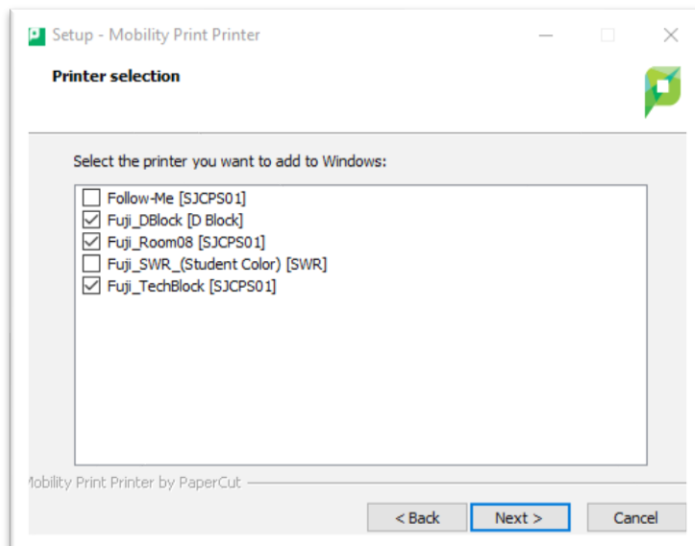 Setup - Mobility Print Printer
Printer selection
Select the printer you want to add to Windows:
Follow-Me [SJCPS01]
Fuji_DBlock [D Block]
Fuji_Room08 [SJCPS01]
Fuji_SWR_(Student Color) [SWR]
Fuji_TechBlock [SJCPS01]
Mobility Print Printer by PaperCut
< Back Next > Cancel